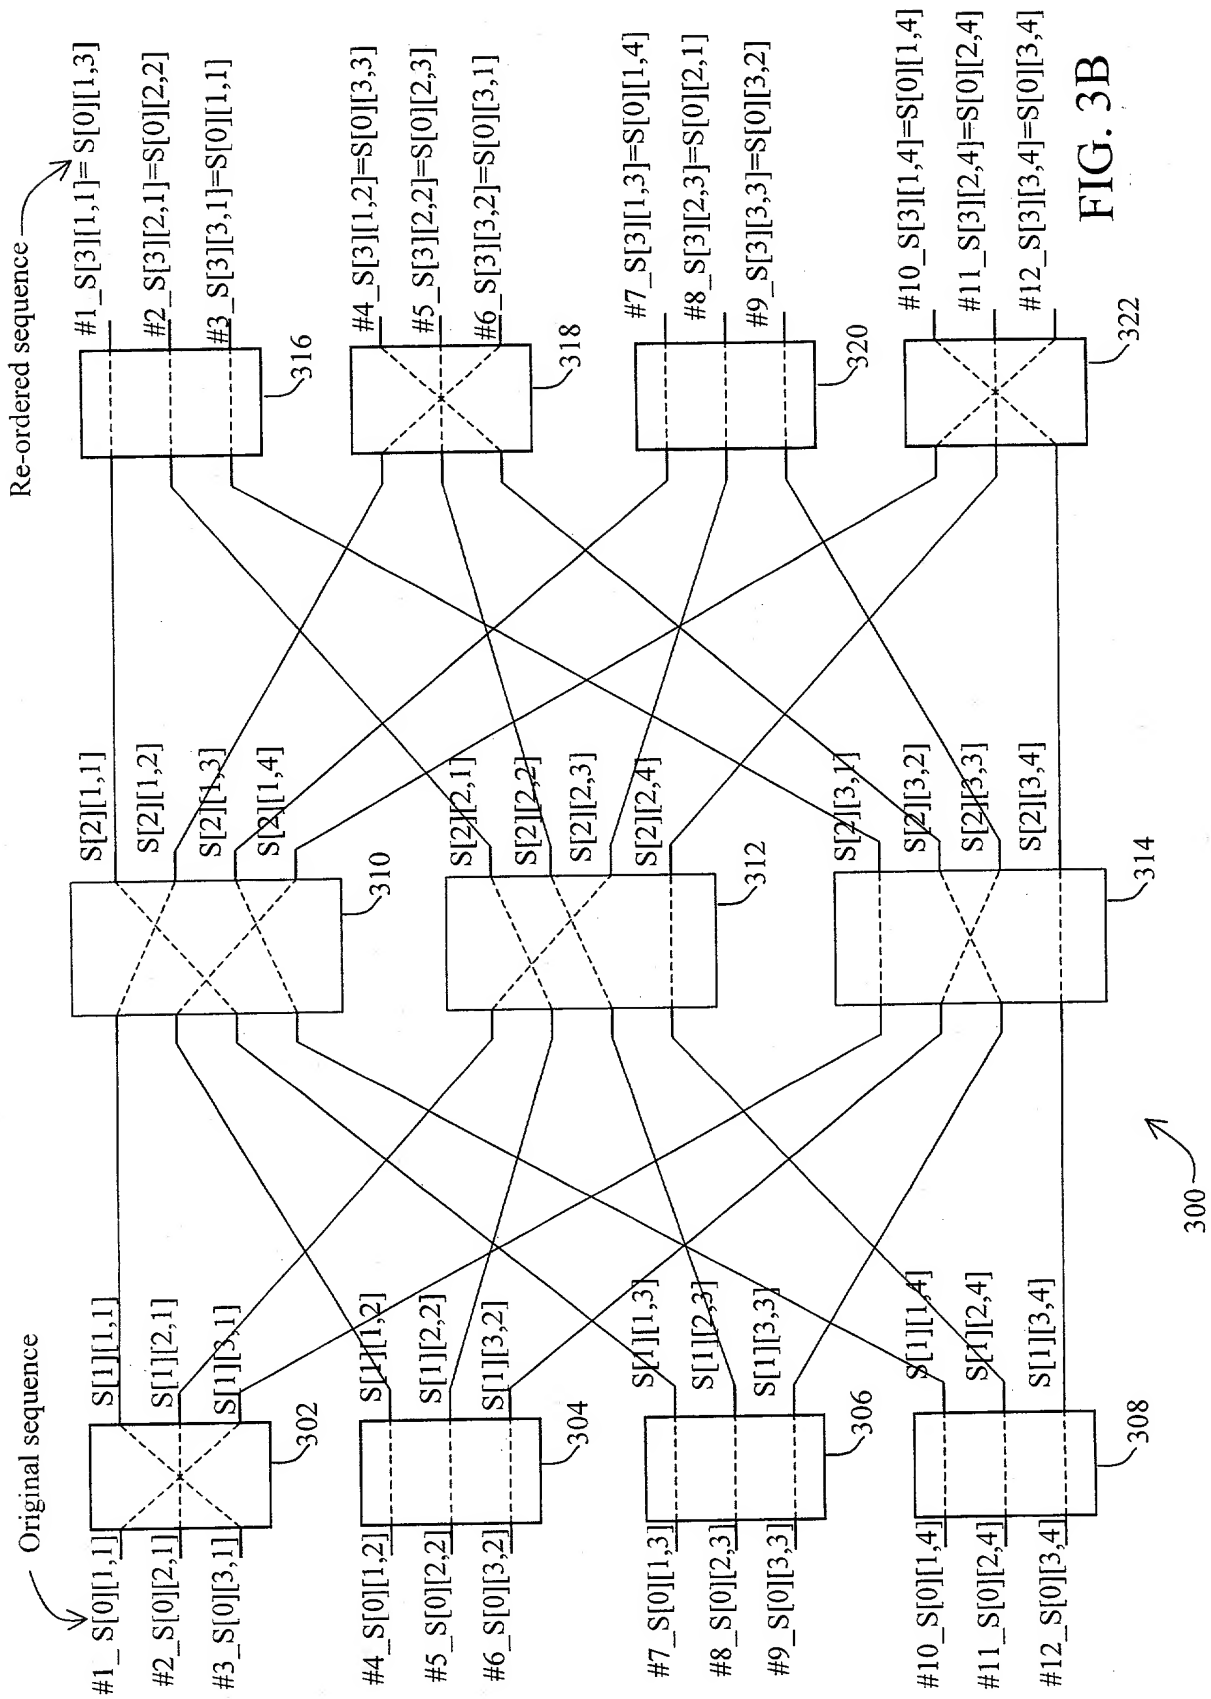 Original sequence
Re-ordered sequence
#1_S[0][1,1]
#2_S[0][2,1]
#3_S[0][3,1]
302
#4_S[0][1,2]
#5_S[0][2,2]
#6_S[0][3,2]
304
#7_S[0][1,3]
#8_S[0][2,3]
#9_S[0][3,3]
306
#10_S[0][1,4]
#11_S[0][2,4]
#12_S[0][3,4]
308
S[1][1,1]
S[1][2,1]
S[1][3,1]
S[1][1,2]
S[1][2,2]
S[1][3,2]
S[1][1,3]
S[1][2,3]
S[1][3,3]
S[1][1,4]
S[1][2,4]
S[1][3,4]
310
312
314
S[2][1,1]
S[2][1,2]
S[2][1,3]
S[2][1,4]
S[2][2,1]
S[2][2,2]
S[2][2,3]
S[2][2,4]
S[2][3,1]
S[2][3,2]
S[2][3,3]
S[2][3,4]
316
318
320
322
#1_S[3][1,1]= S[0][1,3]
#2_S[3][2,1]=S[0][2,2]
#3_S[3][3,1]=S[0][1,1]
#4_S[3][1,2]=S[0][3,3]
#5_S[3][2,2]=S[0][2,3]
#6_S[3][3,2]=S[0][3,1]
#7_S[3][1,3]=S[0][1,4]
#8_S[3][2,3]=S[0][2,1]
#9_S[3][3,3]=S[0][3,2]
#10_S[3][1,4]=S[0][1,4]
#11_S[3][2,4]=S[0][2,4]
#12_S[3][3,4]=S[0][3,4]
300
FIG. 3B